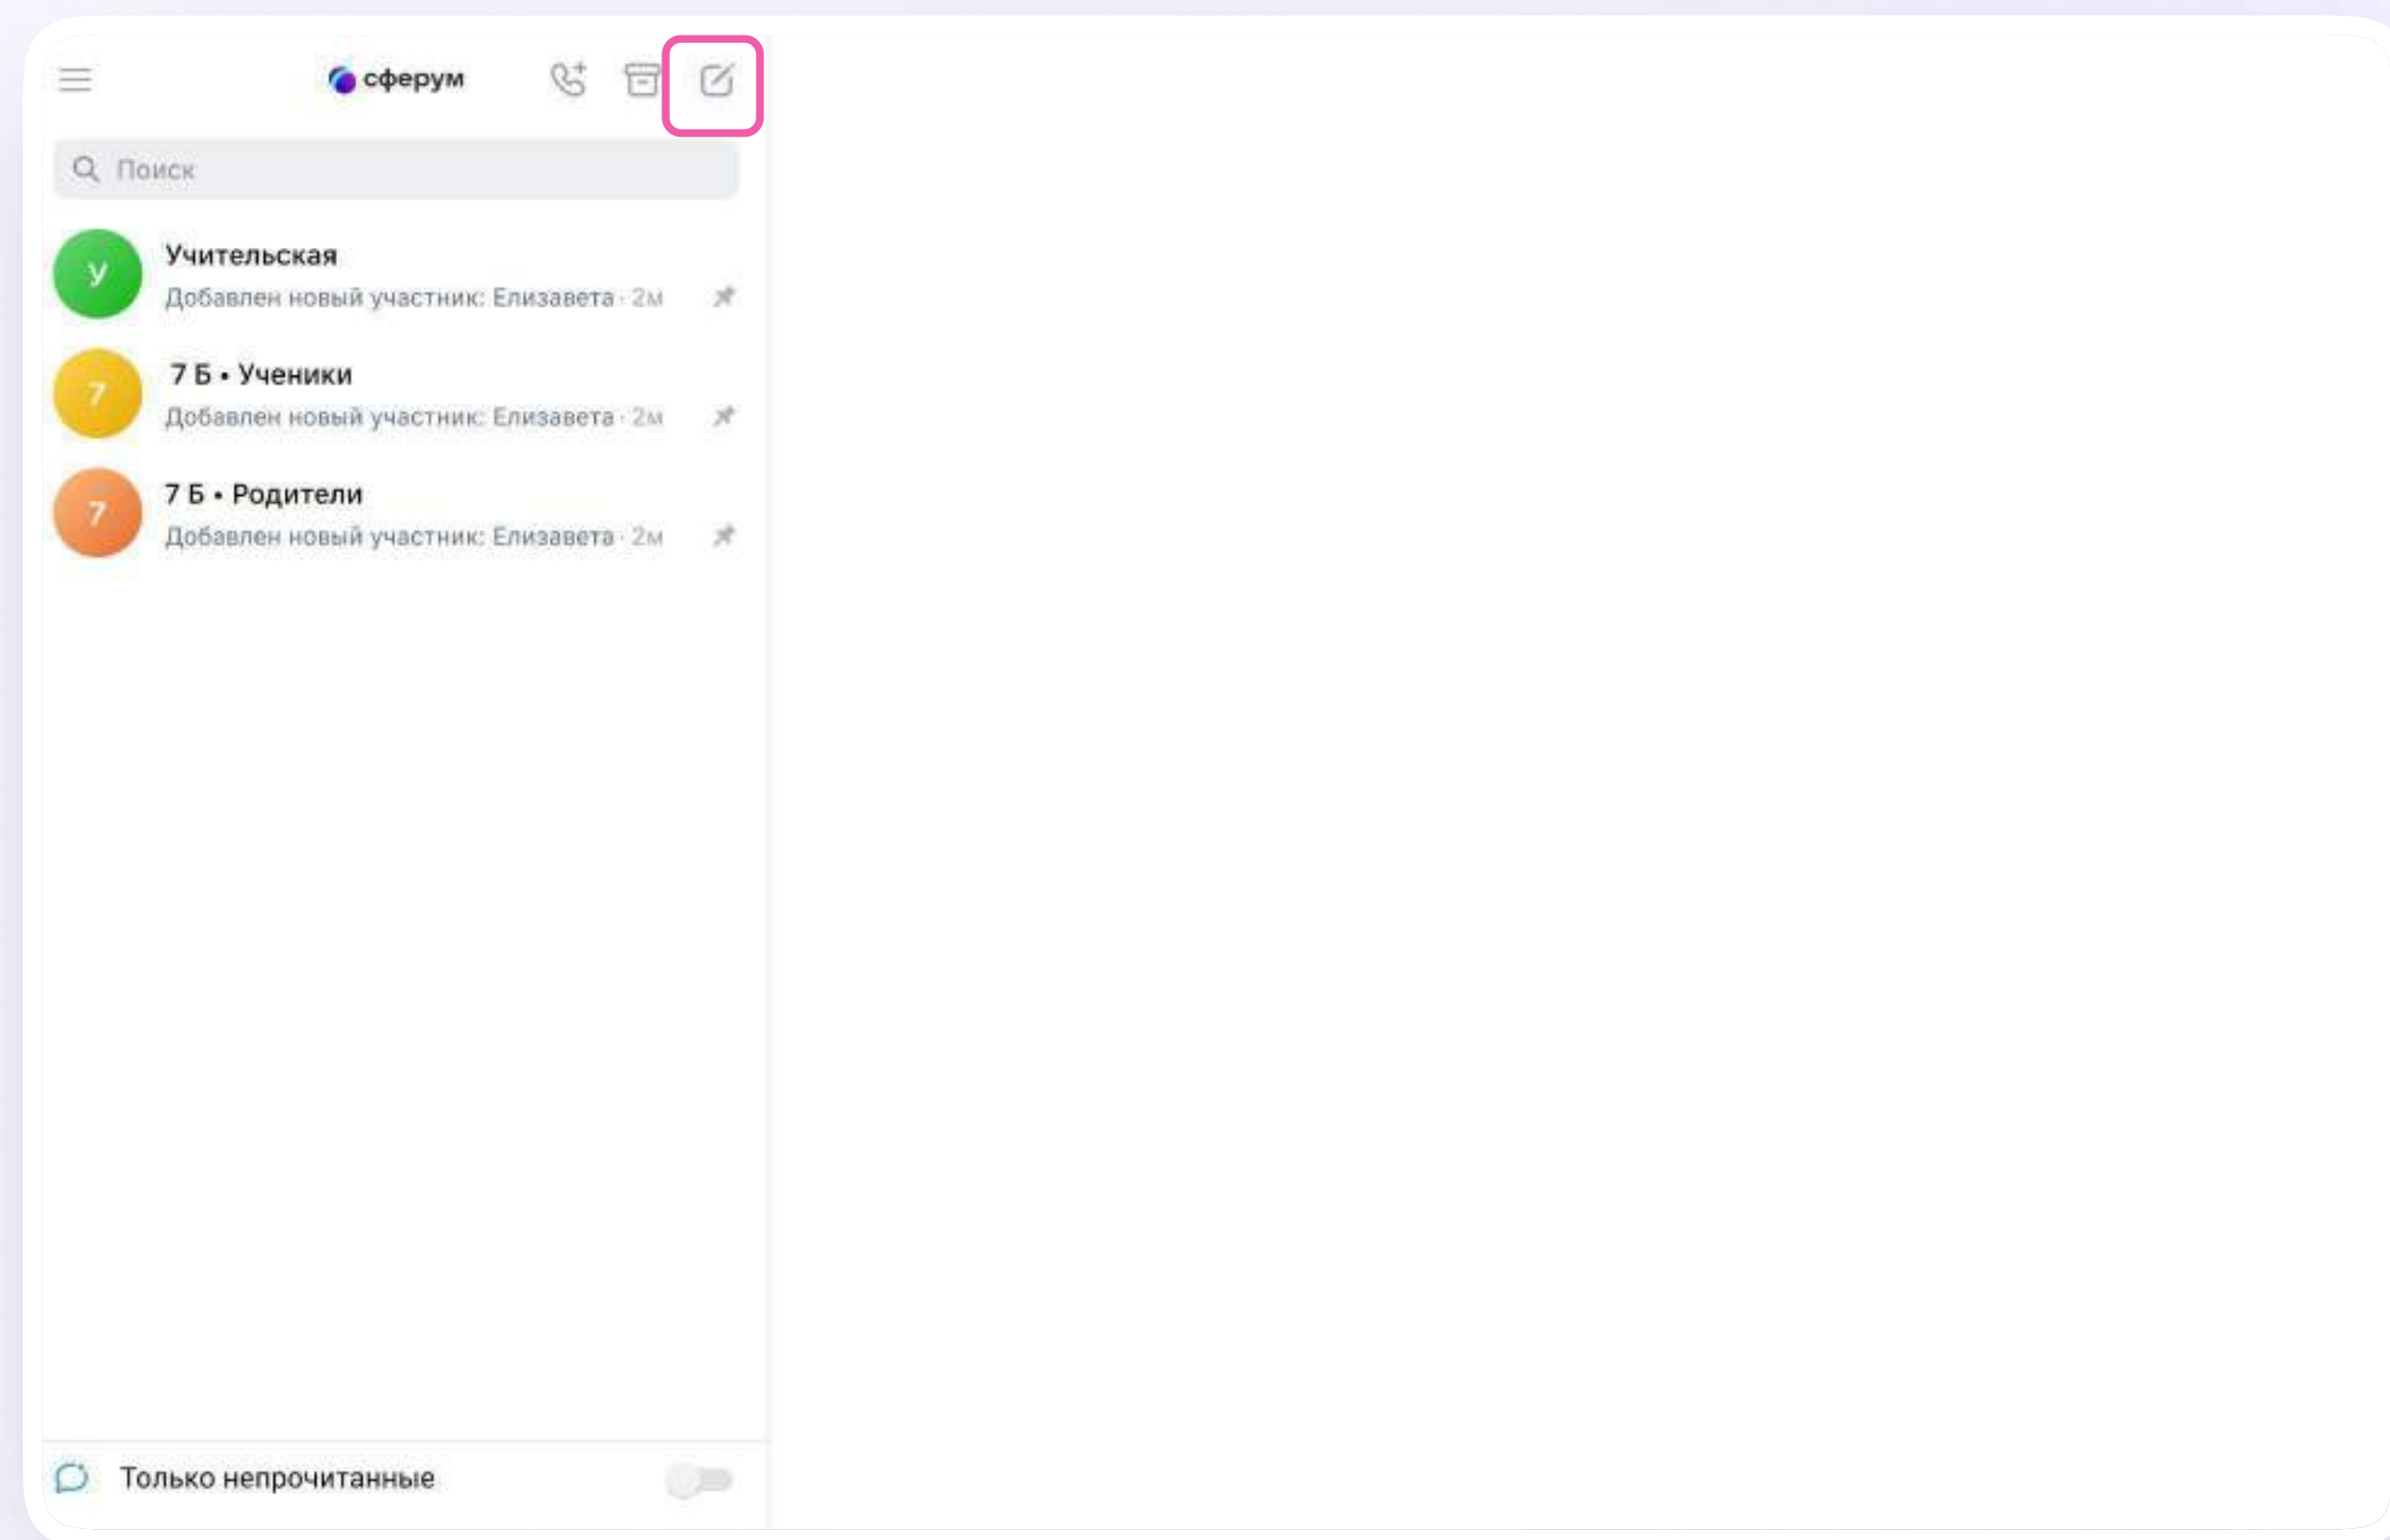 сферум
Поиск
У
Учительская
Добавлен новый участник: Елизавета · 2м
7
7 Б • Ученики
Добавлен новый участник: Елизавета · 2м
7
7 Б • Родители
Добавлен новый участник: Елизавета · 2м
Только непрочитанные